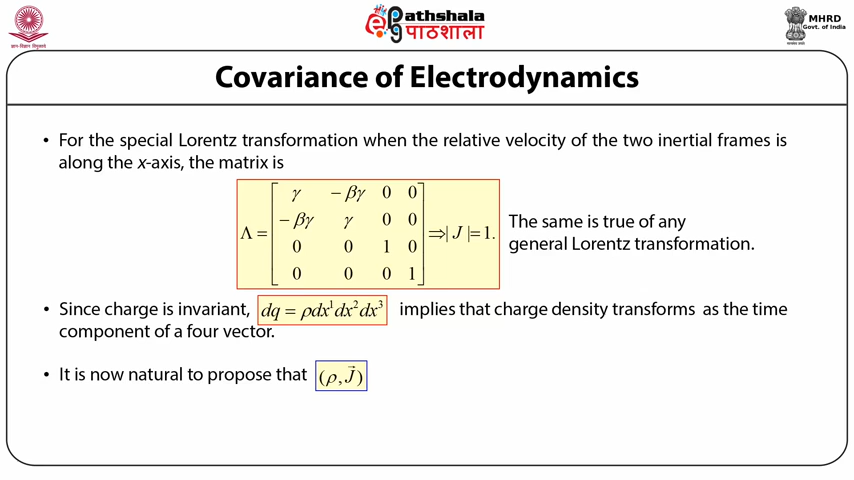 ePathshala
पाठशाला
MHRD
Govt. of India
Covariance of Electrodynamics
• For the special Lorentz transformation when the relative velocity of the two inertial frames is
along the x-axis, the matrix is
Λ = [γ −βγ 0 0
−βγ γ 0 0
0 0 1 0
0 0 0 1] ⇒| J |= 1.
The same is true of any
general Lorentz transformation.
• Since charge is invariant, dq = ρdx¹dx²dx³ implies that charge density transforms as the time
component of a four vector.
• It is now natural to propose that (ρ, J⃗)